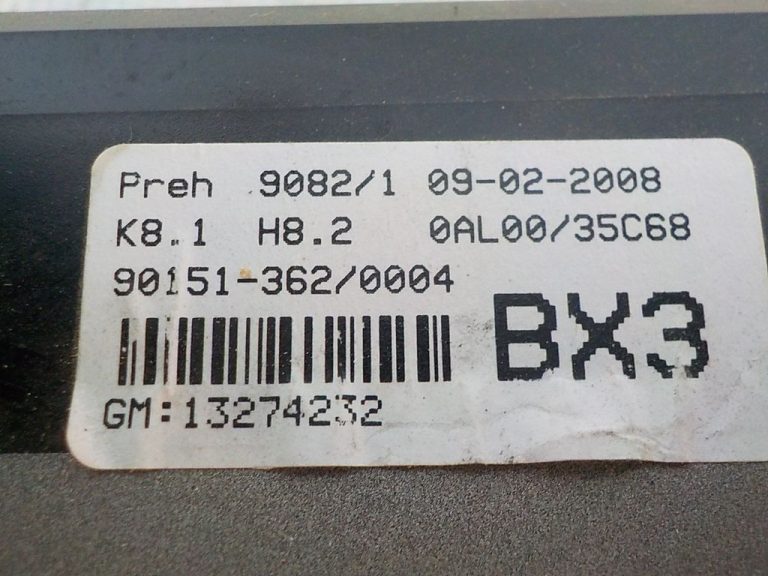 Preh 9082/1 09-02-2008
K8.1 H8.2 0AL00/35C68
90151-362/0004
BX3
GM:13274232